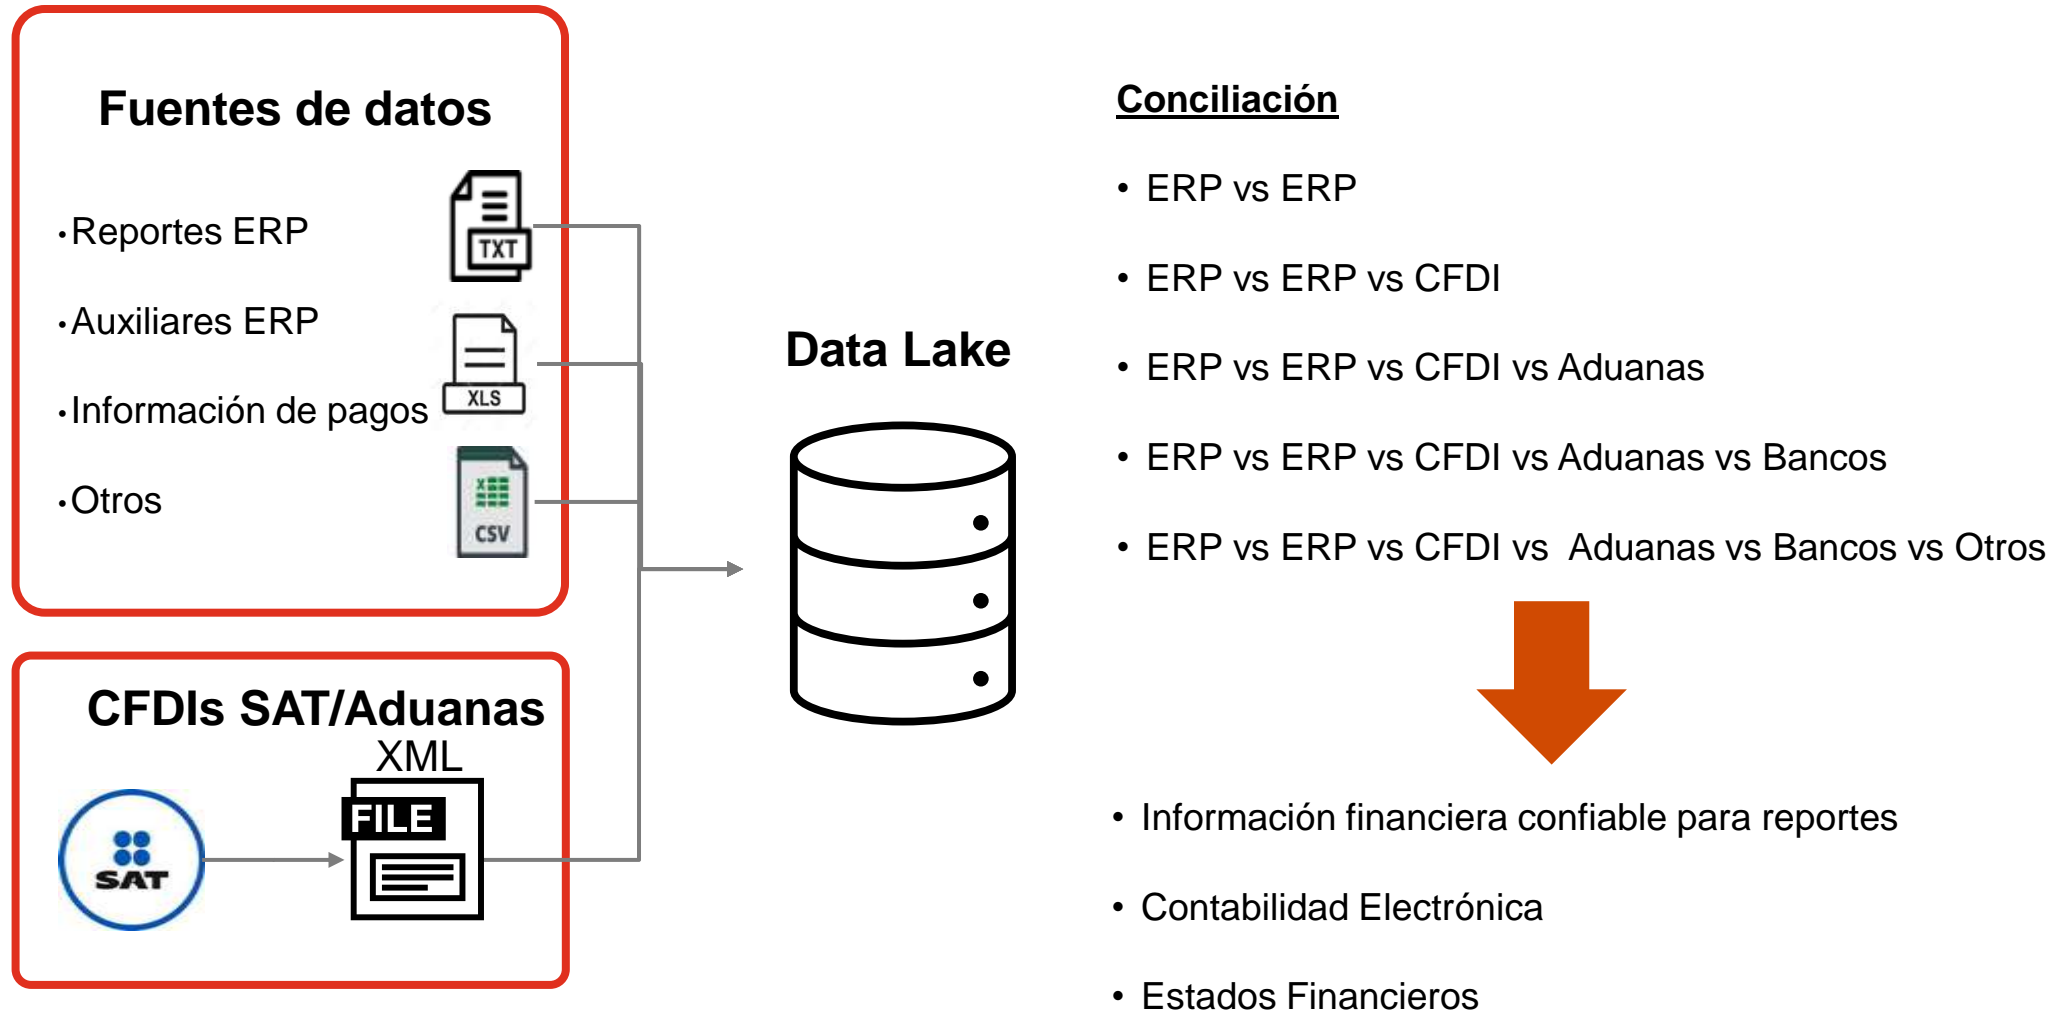 Fuentes de datos
•Reportes ERP
TXT
•Auxiliares ERP
XLS
•Información de pagos
•Otros
X
CSV
CFDIs SAT/Aduanas
XML
FILE
SAT
Data Lake
Conciliación
• ERP vs ERP
• ERP vs ERP vs CFDI
• ERP vs ERP vs CFDI vs Aduanas
• ERP vs ERP vs CFDI vs Aduanas vs Bancos
• ERP vs ERP vs CFDI vs  Aduanas vs Bancos vs Otros
• Información financiera confiable para reportes
• Contabilidad Electrónica
• Estados Financieros